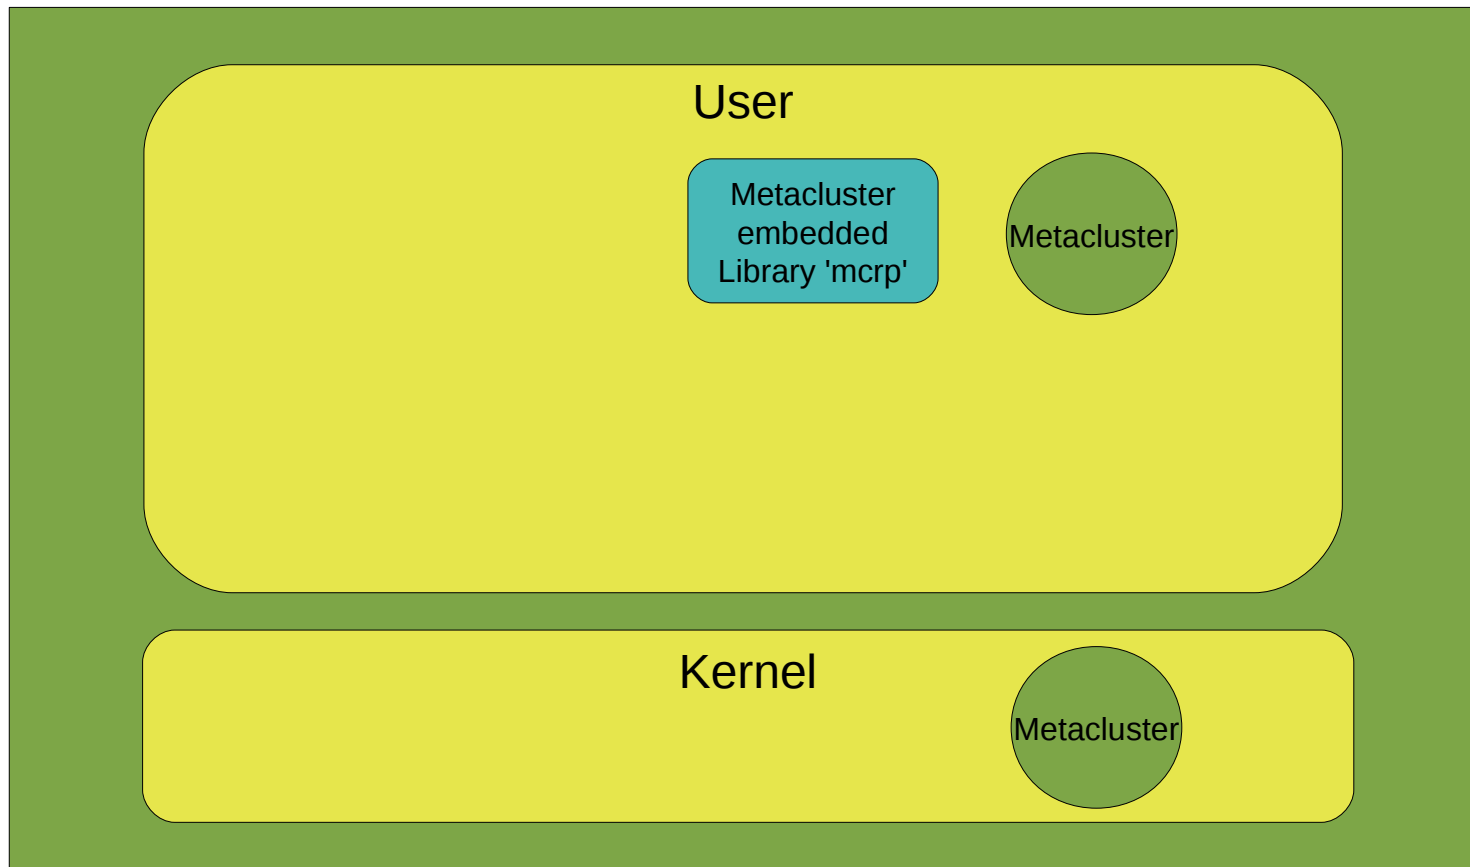 User
Metacluster
embedded
Library 'mcrp'
Metacluster
Kernel
Metacluster